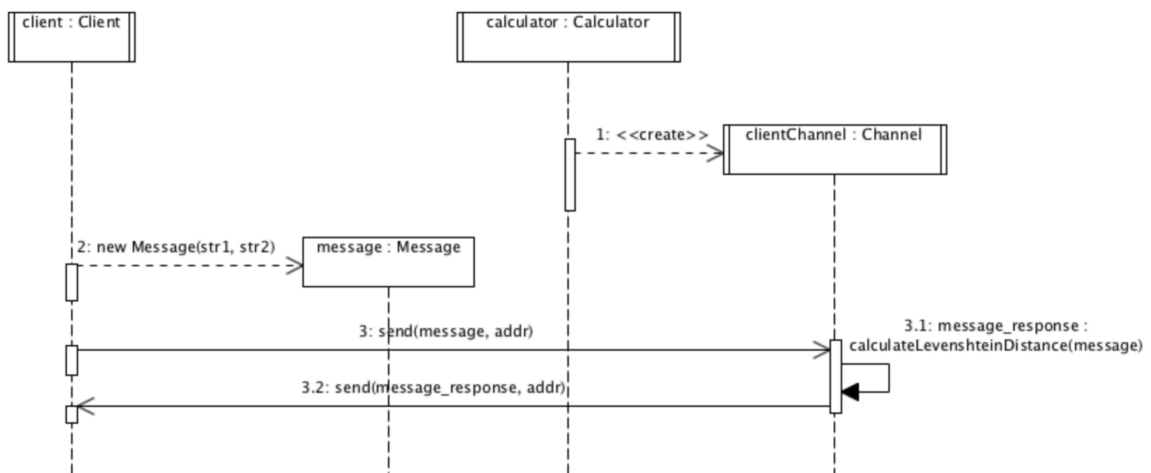 client : Client
calculator : Calculator
1: <<create>>
clientChannel : Channel
2: new Message(str1, str2)
message : Message
3: send(message, addr)
3.1: message_response :
calculateLevenshteinDistance(message)
3.2: send(message_response, addr)